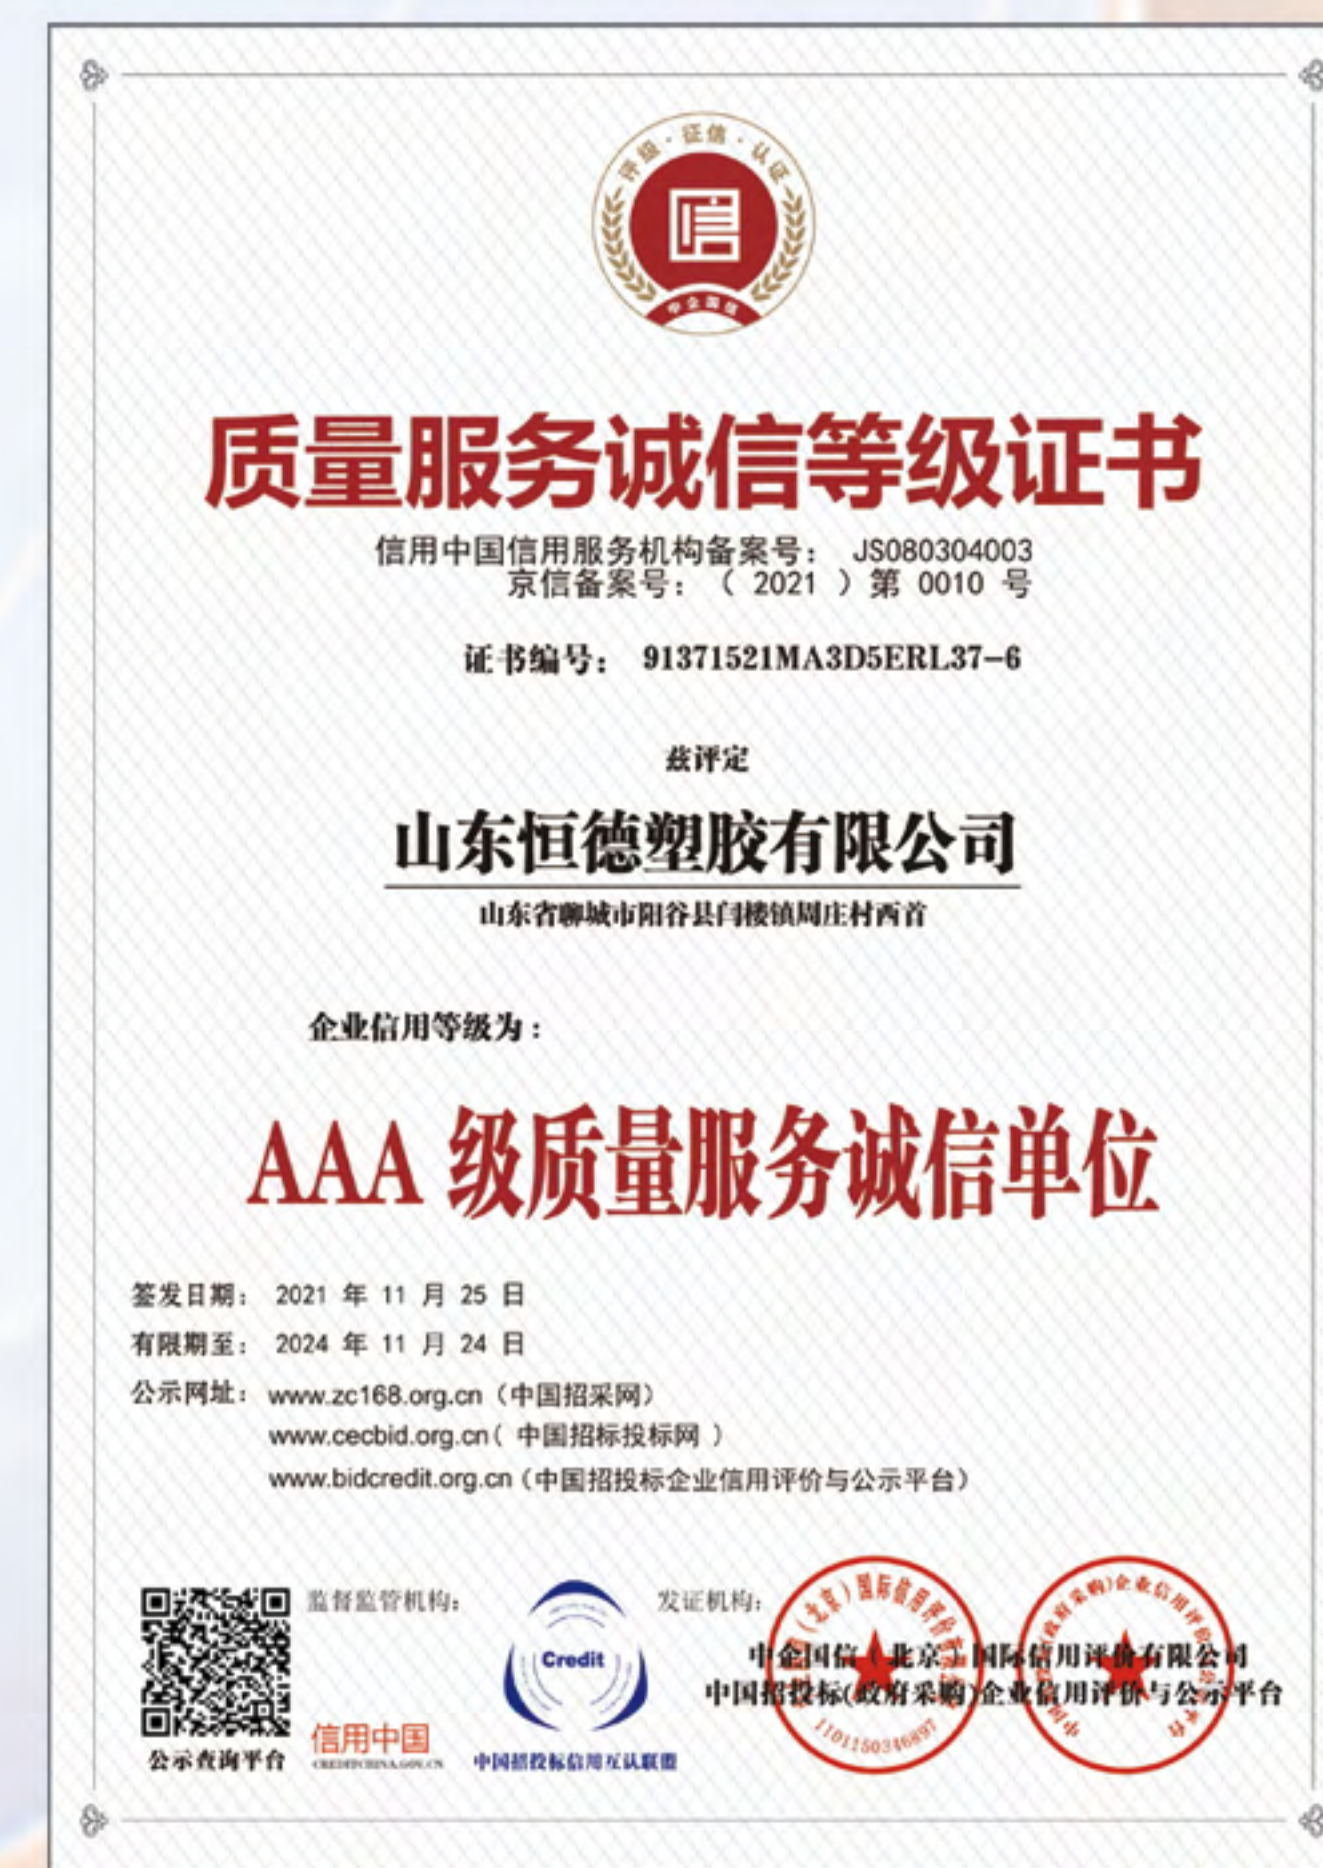 评级·征信·认证
信
中企国信
质量服务诚信等级证书
信用中国信用服务机构备案号： JS080304003
京信备案号：（ 2021 ）第 0010 号
证书编号： 91371521MA3D5ERL37-6
兹评定
山东恒德塑胶有限公司
山东省聊城市阳谷县闫楼镇周庄村西首
企业信用等级为：
AAA 级质量服务诚信单位
签发日期： 2021 年 11 月 25 日
有限期至： 2024 年 11 月 24 日
公示网址： www.zc168.org.cn（中国招采网）
www.cecbid.org.cn（ 中国招标投标网 ）
www.bidcredit.org.cn（中国招投标企业信用评价与公示平台）
监督监管机构：
发证机构：
Credit
中企国信（北京）国际信用评价有限公司
中国招投标(政府采购)企业信用评价与公示平台
信用中国
CREDITCHINA.GOV.CN
公示查询平台
中国招投标信用互认联盟